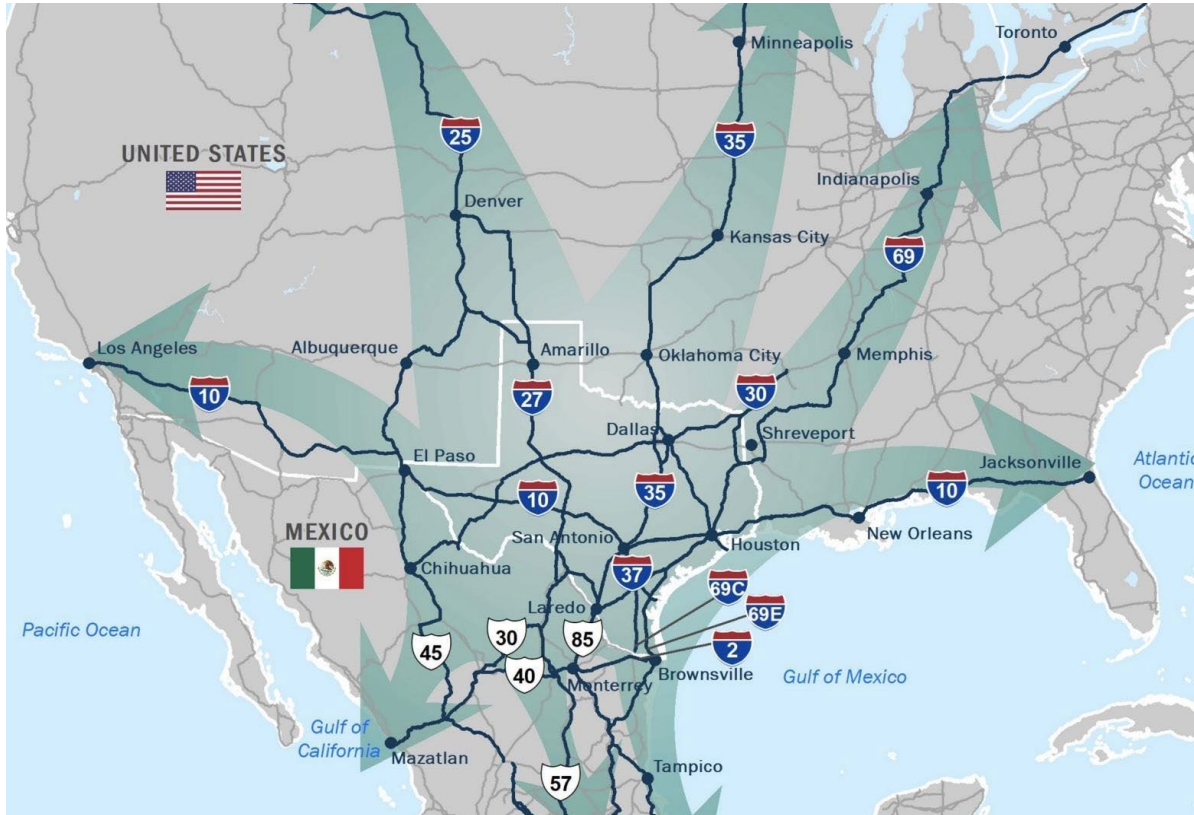 Toronto
Minneapolis
25
35
UNITED STATES
Indianapolis
Denver
Kansas City
69
Los Angeles
Albuquerque
Amarillo
Oklahoma City
Memphis
10
27
30
Dallas
Shreveport
El Paso
Jacksonville
Atlantic
Ocean
10
35
10
MEXICO
San Antonio
Houston
New Orleans
Chihuahua
37
69C
Laredo
69E
Pacific Ocean
45
30
85
2
40
Monterrey
Brownsville
Gulf of Mexico
Gulf of
California
Mazatlan
57
Tampico